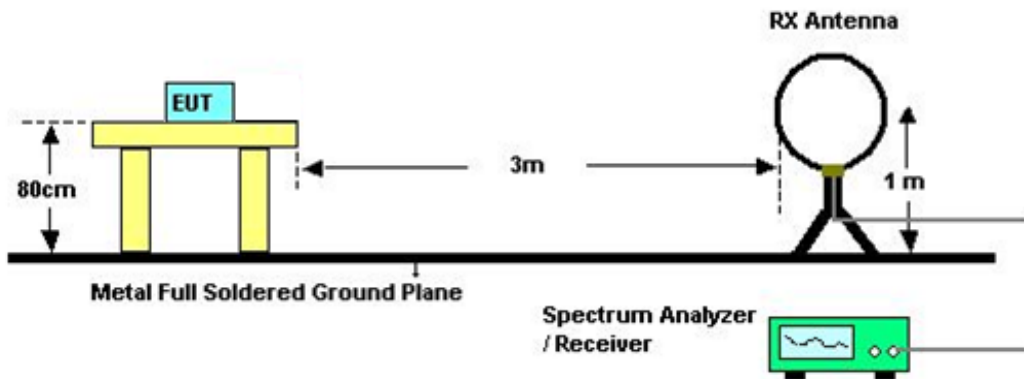 RX Antenna
EUT
3m
80cm
1 m
Metal Full Soldered Ground Plane
Spectrum Analyzer
/ Receiver